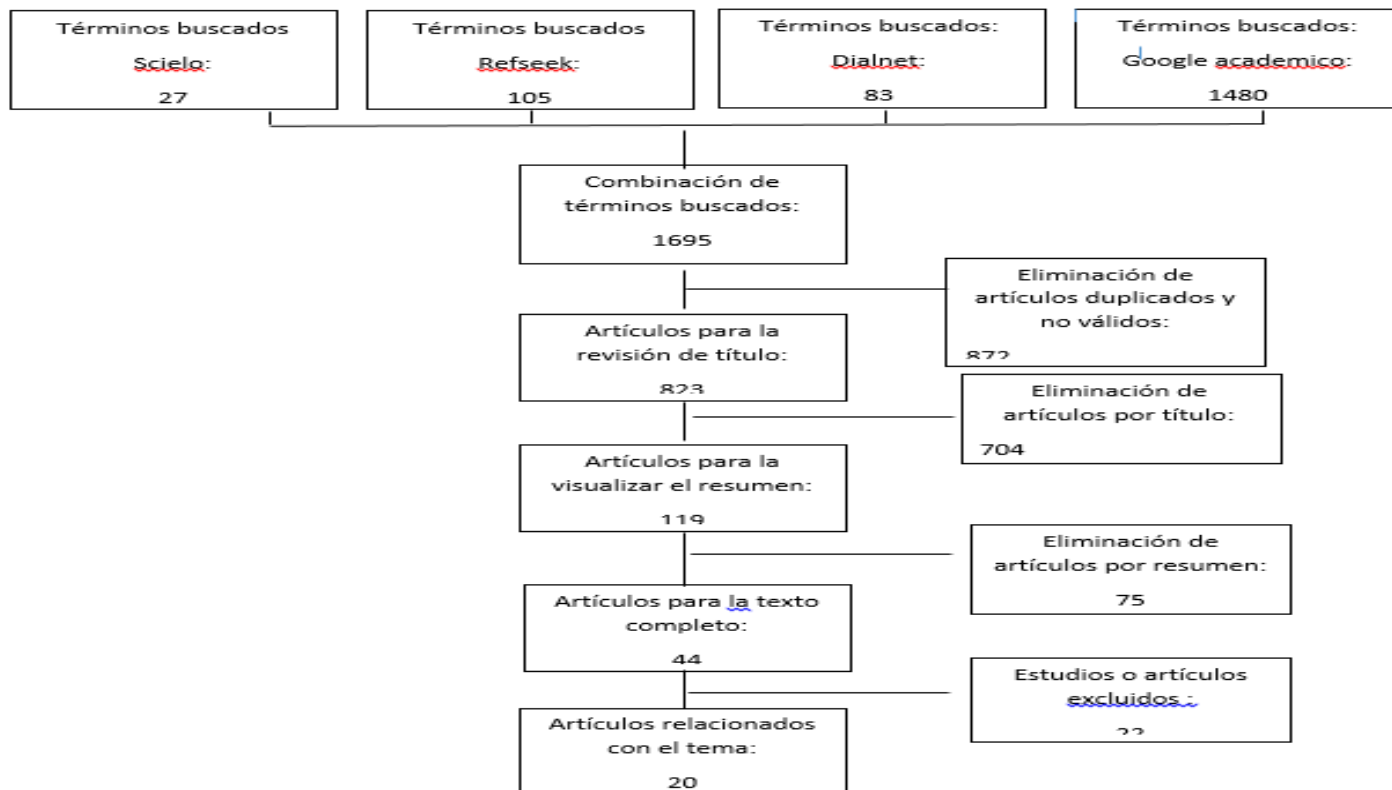 Términos buscados
Scielo:
27
Términos buscados
Refseek:
105
Términos buscados:
Dialnet:
83
Términos buscados:
Google academico:
1480
Combinación de
términos buscados:
1695
Eliminación de
artículos duplicados y
no válidos:
872
Artículos para la
revisión de título:
823
Eliminación de
artículos por título:
704
Artículos para la
visualizar el resumen:
119
Eliminación de
artículos por resumen:
75
Artículos para la texto
completo:
44
Estudios o artículos
excluidos :
Artículos relacionados
con el tema:
20